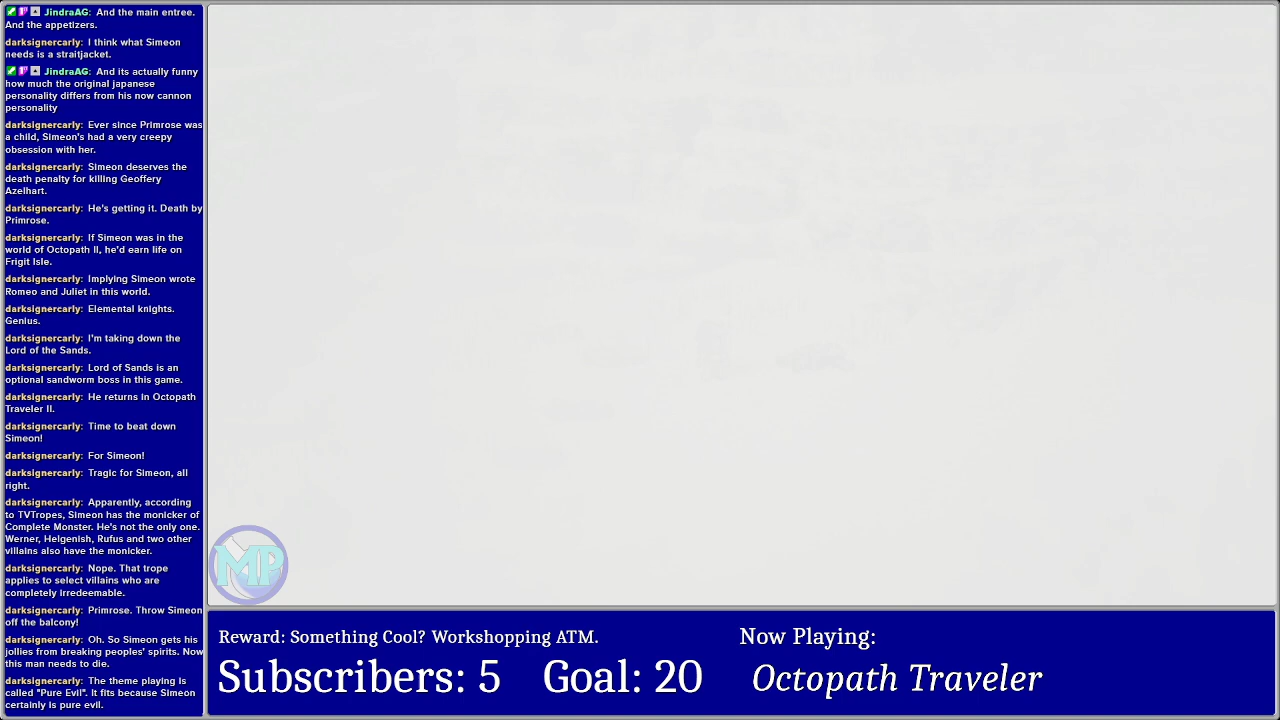 JindraAG: And the main entree.
And the appetizers.
darksignercarly: I think what Simeon
needs is a straitjacket.
JindraAG: And its actually funny
how much the original japanese
personality differs from his now cannon
personality
darksignercarly: Ever since Primrose was
a child, Simeon's had a very creepy
obsession with her.
darksignercarly: Simeon deserves the
death penalty for killing Geoffery
Azelhart.
darksignercarly: He's getting it. Death by
Primrose.
darksignercarly: If Simeon was in the
world of Octopath II, he'd earn life on
Frigit Isle.
darksignercarly: Implying Simeon wrote
Romeo and Juliet in this world.
darksignercarly: Elemental knights.
Genius.
darksignercarly: I'm taking down the
Lord of the Sands.
darksignercarly: Lord of Sands is an
optional sandworm boss in this game.
darksignercarly: He returns in Octopath
Traveler II.
darksignercarly: Time to beat down
Simeon!
darksignercarly: For Simeon!
darksignercarly: Tragic for Simeon, all
right.
darksignercarly: Apparently, according
to TVTropes, Simeon has the monicker of
Complete Monster. He's not the only one.
Werner, Helgenish, Rufus and two other
villains also have the monicker.
darksignercarly: Nope. That trope
applies to select villains who are
completely irredeemable.
darksignercarly: Primrose. Throw Simeon
off the balcony!
darksignercarly: Oh. So Simeon gets his
jollies from breaking peoples' spirits. Now
this man needs to die.
darksignercarly: The theme playing is
called "Pure Evil". It fits because Simeon
certainly is pure evil.
MP
Reward: Something Cool? Workshopping ATM.
Subscribers: 5 Goal: 20
Now Playing:
Octopath Traveler